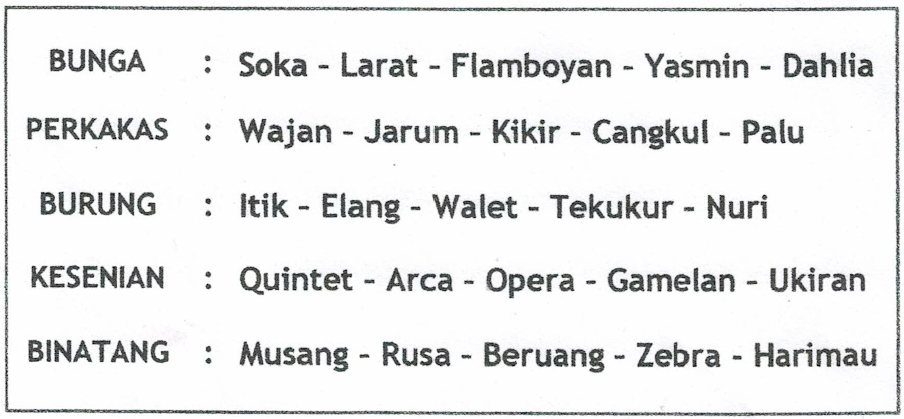 BUNGA : Soka - Larat - Flamboyan - Yasmin - Dahlia
PERKAKAS : Wajan - Jarum - Kikir - Cangkul - Palu
BURUNG : Itik - Elang - Walet - Tekukur - Nuri
KESENIAN : Quintet - Arca - Opera - Gamelan - Ukiran
BINATANG : Musang - Rusa - Beruang - Zebra - Harimau